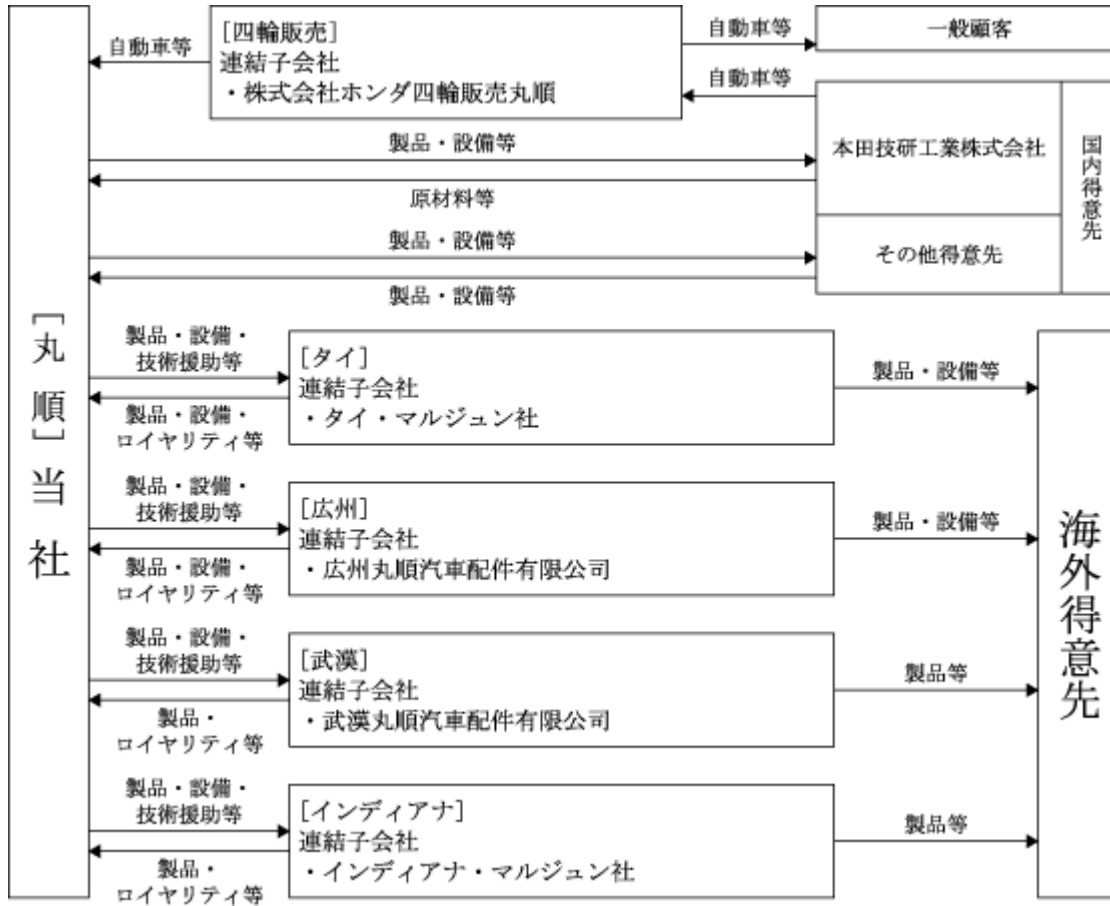 [四輪販売]
連結子会社
・株式会社ホンダ四輪販売丸順
自動車等
自動車等
一般顧客
自動車等
本田技研工業株式会社
国内得意先
製品・設備等
原材料等
製品・設備等
その他得意先
製品・設備等
[丸順]当社
製品・設備・
技術援助等
[タイ]
連結子会社
・タイ・マルジュン社
製品・設備・
ロイヤリティ等
製品・設備等
海外得意先
製品・設備・
技術援助等
[広州]
連結子会社
・広州丸順汽車配件有限公司
製品・設備・
ロイヤリティ等
製品・設備等
製品・設備・
技術援助等
[武漢]
連結子会社
・武漢丸順汽車配件有限公司
製品・
ロイヤリティ等
製品等
製品・設備・
技術援助等
[インディアナ]
連結子会社
・インディアナ・マルジュン社
製品・
ロイヤリティ等
製品等